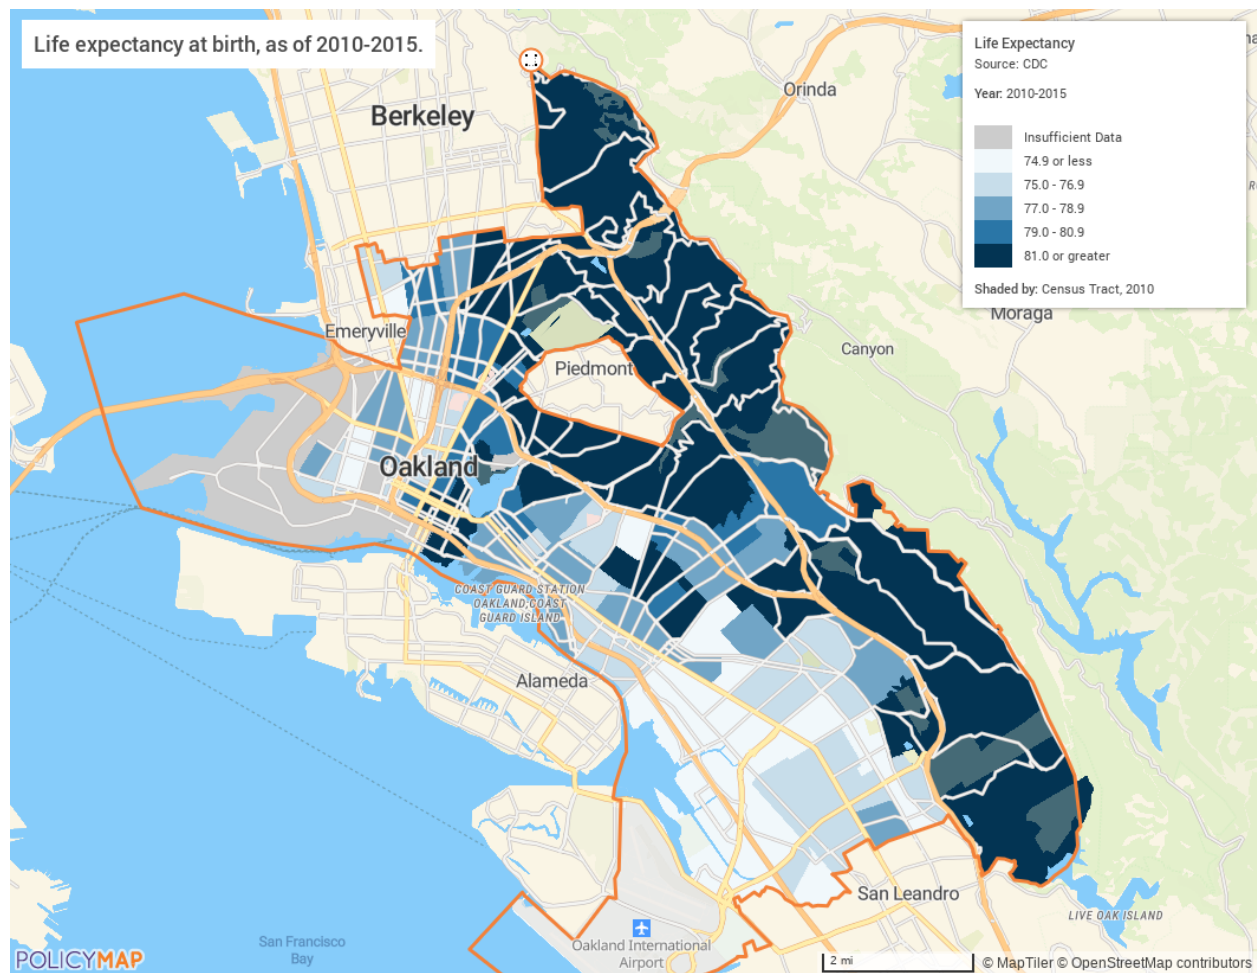 Life expectancy at birth, as of 2010-2015.
Life Expectancy
Source: CDC
Year: 2010-2015
Insufficient Data
74.9 or less
75.0 - 76.9
77.0 - 78.9
79.0 - 80.9
81.0 or greater
Shaded by: Census Tract, 2010
Orinda
Berkeley
Moraga
Emeryville
Canyon
Piedmont
Oakland
COAST GUARD STATION
OAKLAND;COAST
GUARD ISLAND
Alameda
San Leandro
LIVE OAK ISLAND
San Francisco
Bay
Oakland International
Airport
POLICYMAP
2 mi
© MapTiler © OpenStreetMap contributors